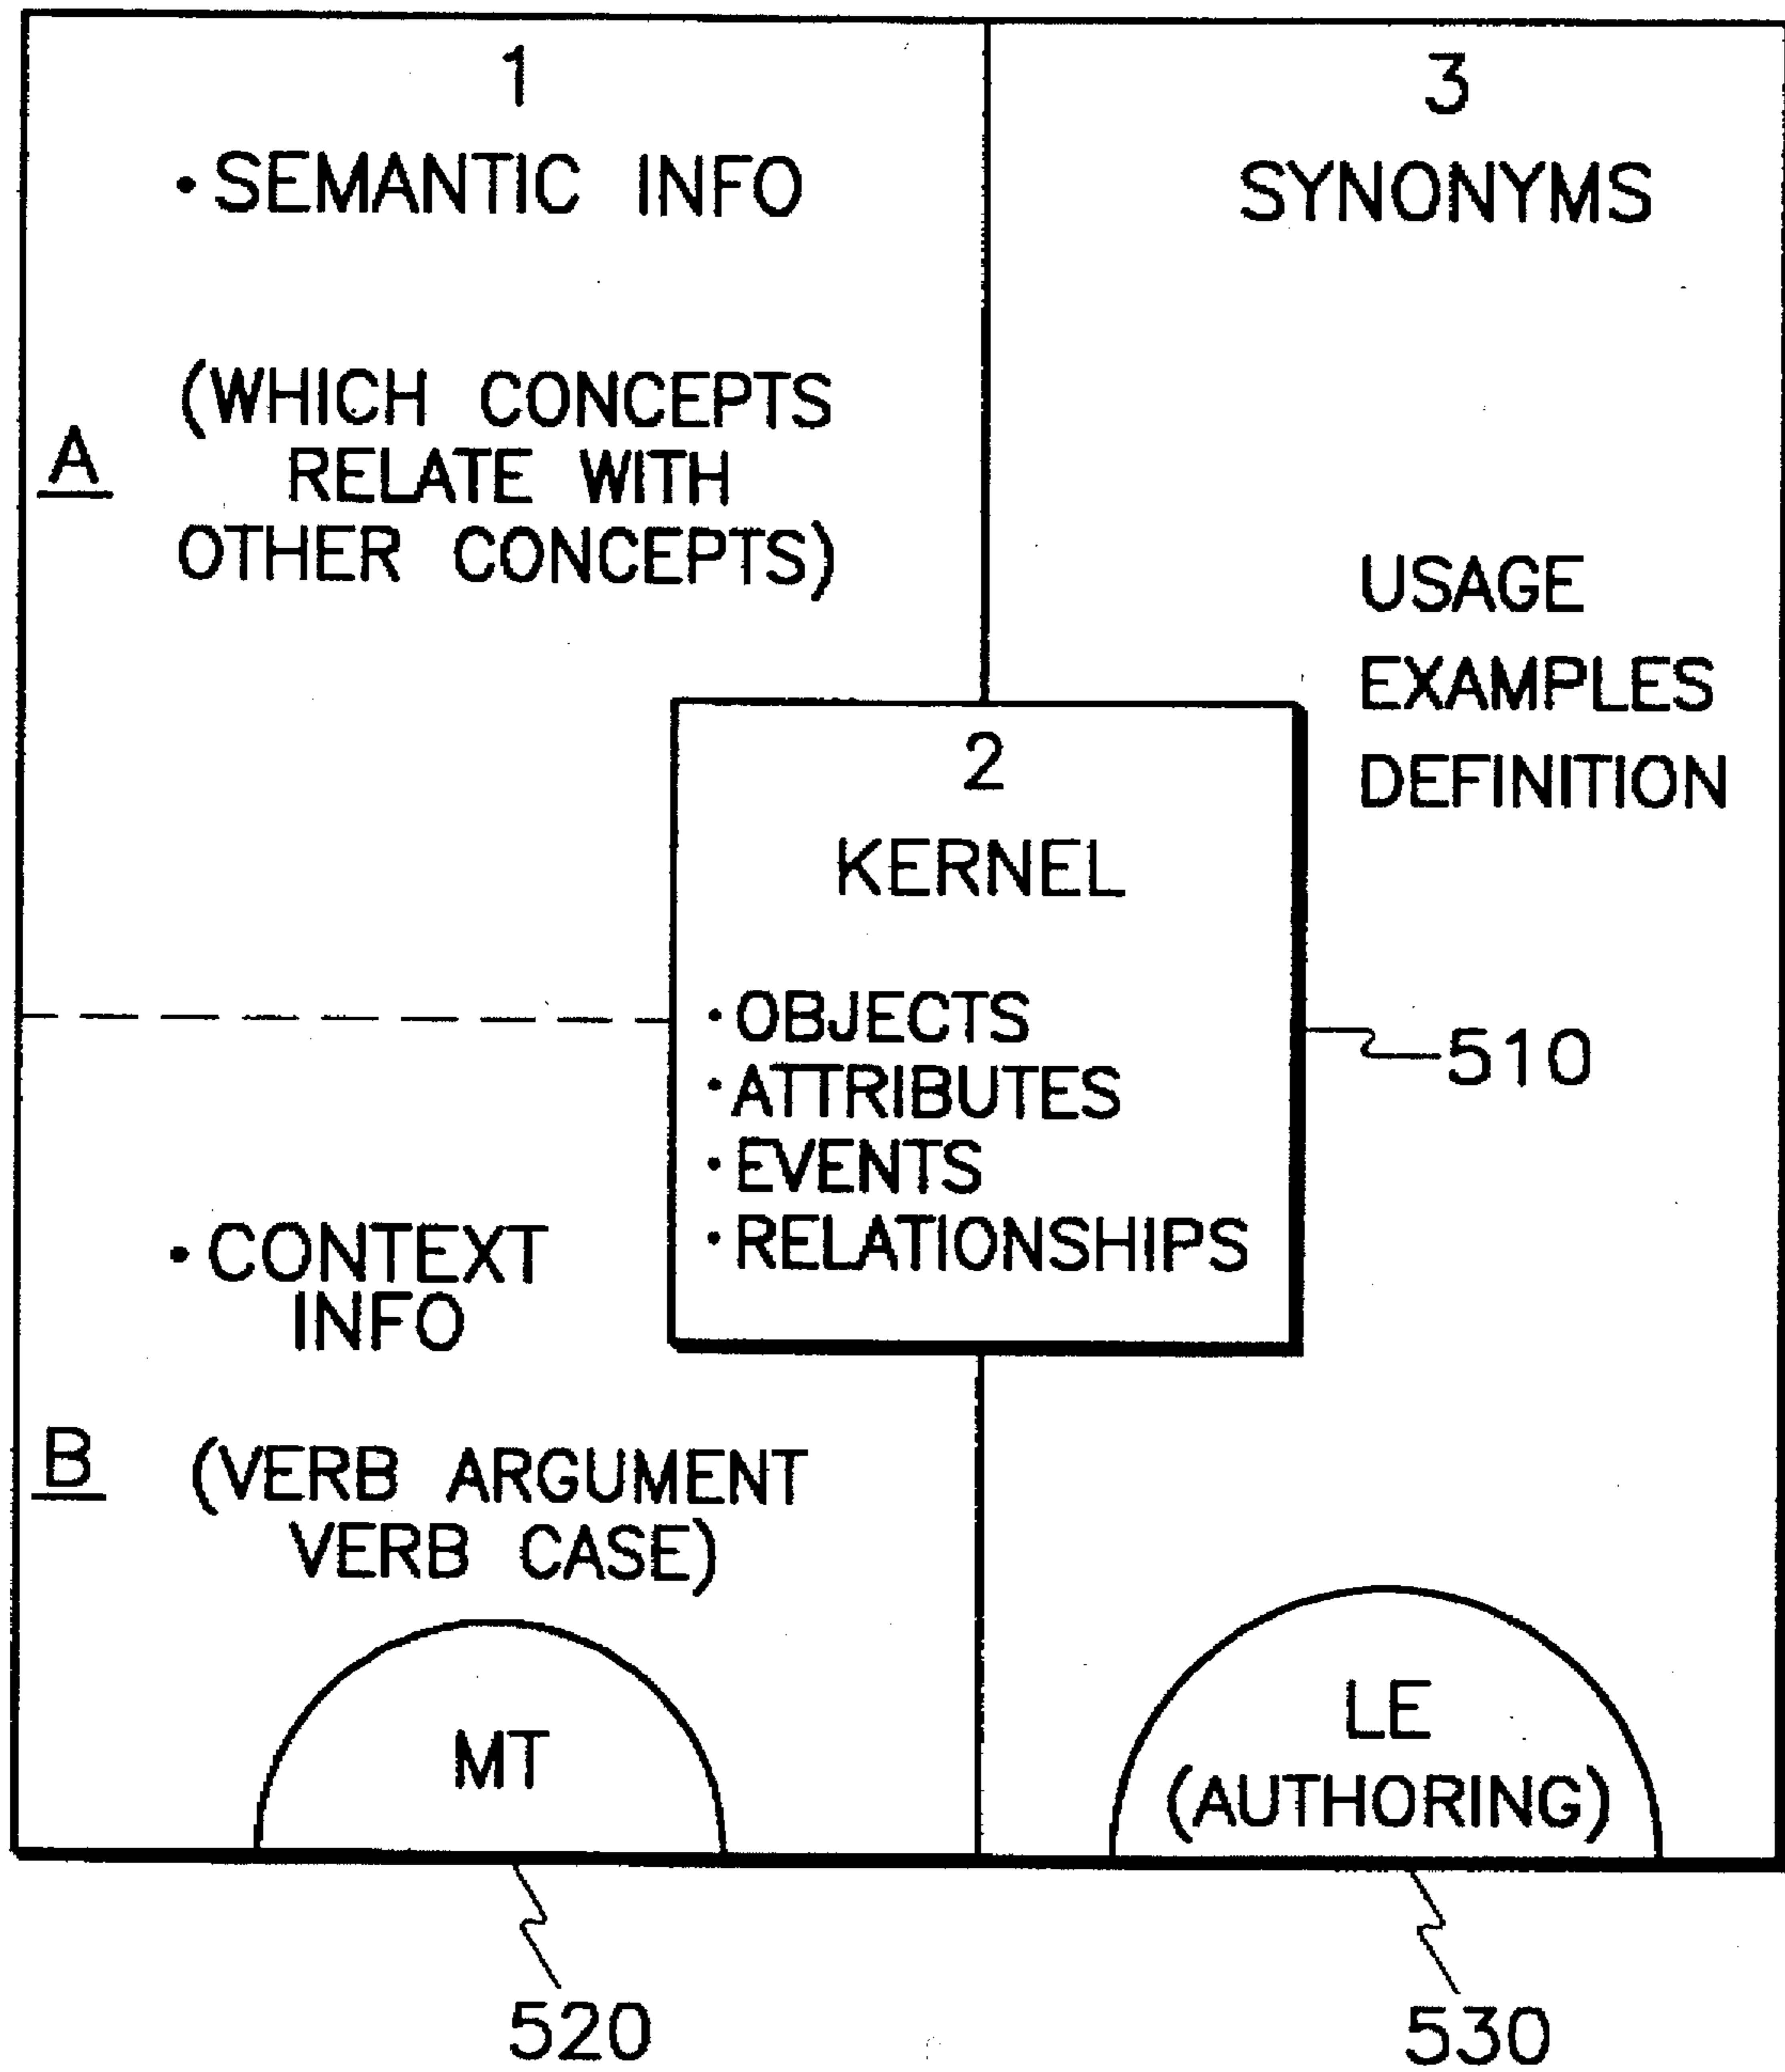 1
• SEMANTIC INFO
A
(WHICH CONCEPTS
RELATE WITH
OTHER CONCEPTS)
3
SYNONYMS
USAGE
EXAMPLES
DEFINITION
2
KERNEL
• OBJECTS
• ATTRIBUTES
• EVENTS
• RELATIONSHIPS
510
• CONTEXT
INFO
B
(VERB ARGUMENT
VERB CASE)
MT
LE
(AUTHORING)
520
530